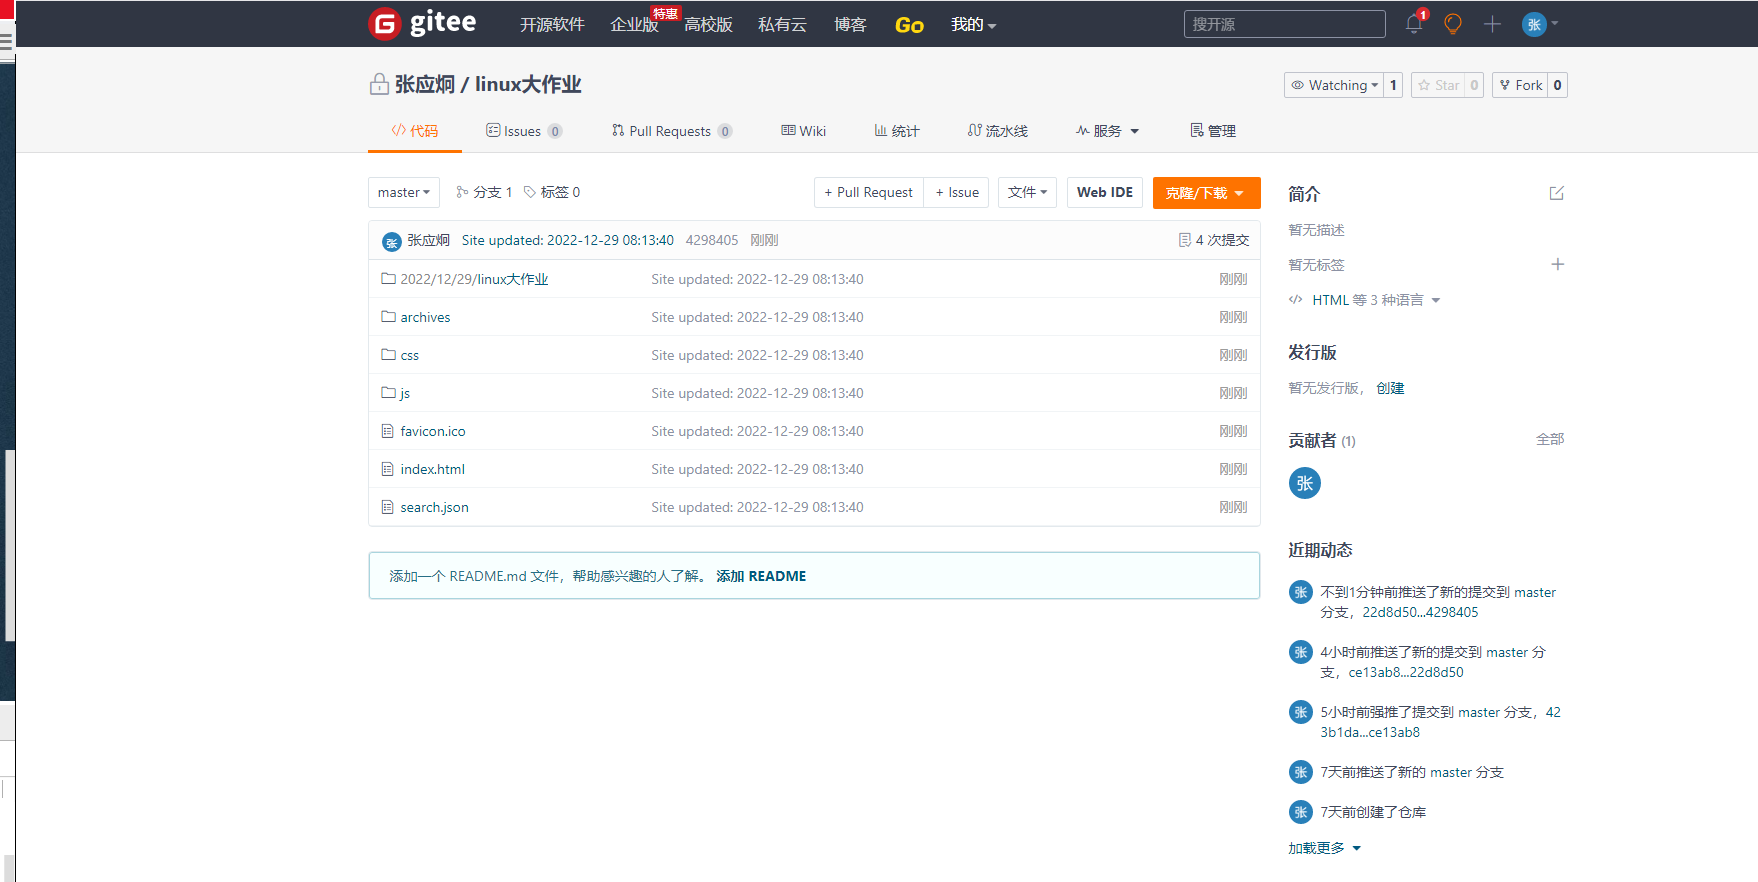 gitee 开源软件 企业版 特惠 高校版 私有云 博客 Go 我的 搜开源 1 张
张应炯 / linux大作业 Watching 1 Star 0 Fork 0
代码 Issues 0 Pull Requests 0 Wiki 统计 流水线 服务 管理
master 分支 1 标签 0 + Pull Request + Issue 文件 Web IDE 克隆/下载
张 张应炯 Site updated: 2022-12-29 08:13:40 4298405 刚刚 4 次提交
2022/12/29/linux大作业 Site updated: 2022-12-29 08:13:40 刚刚
archives Site updated: 2022-12-29 08:13:40 刚刚
css Site updated: 2022-12-29 08:13:40 刚刚
js Site updated: 2022-12-29 08:13:40 刚刚
favicon.ico Site updated: 2022-12-29 08:13:40 刚刚
index.html Site updated: 2022-12-29 08:13:40 刚刚
search.json Site updated: 2022-12-29 08:13:40 刚刚
添加一个 README.md 文件，帮助感兴趣的人了解。 添加 README
简介
暂无描述
暂无标签
HTML 等 3 种语言
发行版
暂无发行版， 创建
贡献者 (1) 全部
张
近期动态
张 不到1分钟前推送了新的提交到 master
分支，22d8d50...4298405
张 4小时前推送了新的提交到 master 分
支，ce13ab8...22d8d50
张 5小时前强推了提交到 master 分支，42
3b1da...ce13ab8
张 7天前推送了新的 master 分支
张 7天前创建了仓库
加载更多